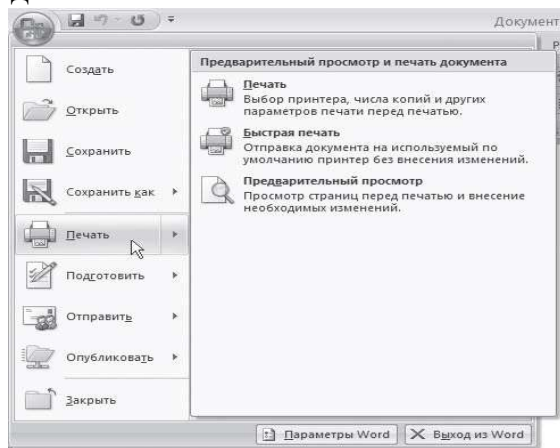 Документ
Создать
Открыть
Сохранить
Сохранить как
Печать
Подготовить
Отправить
Опубликовать
Закрыть
Предварительный просмотр и печать документа
Печать
Выбор принтера, числа копий и других
параметров печати перед печатью.
Быстрая печать
Отправка документа на используемый по
умолчанию принтер без внесения изменений.
Предварительный просмотр
Просмотр страниц перед печатью и внесение
необходимых изменений.
Параметры Word
Выход из Word